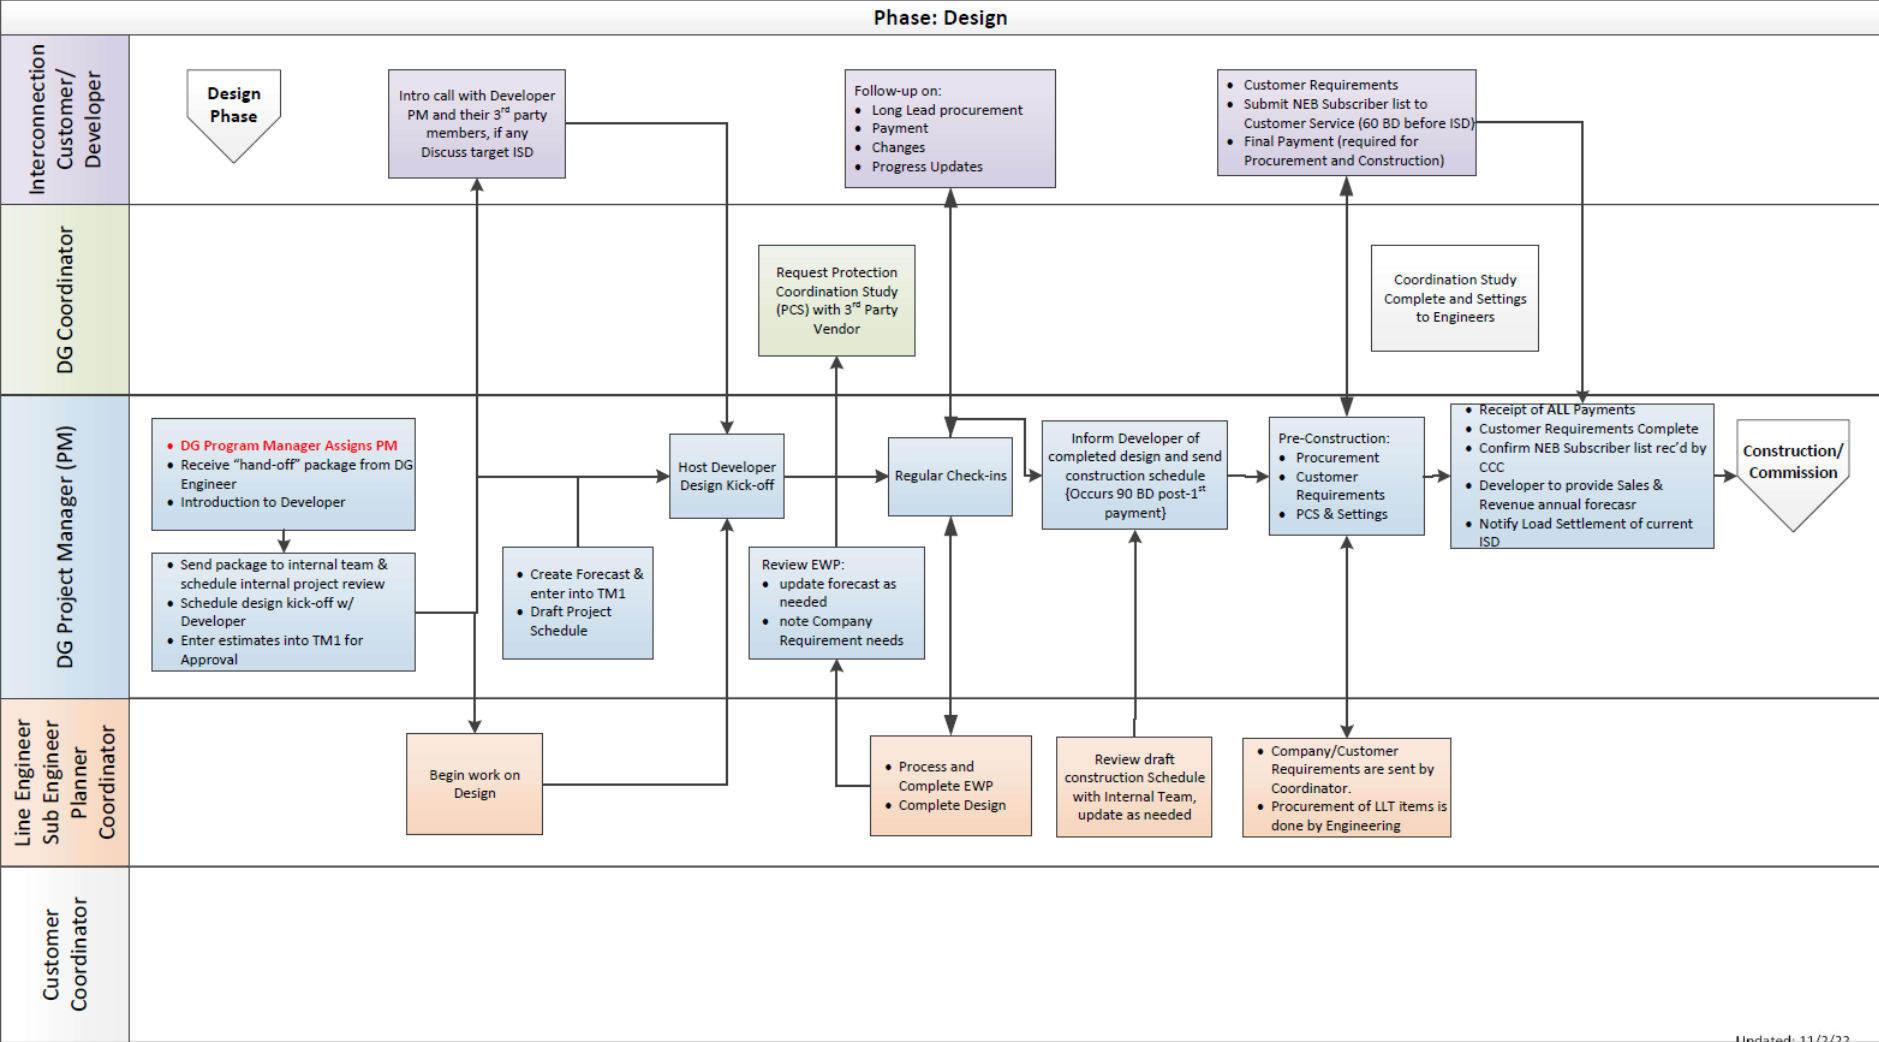 Phase: Design
Interconnection
Customer/
Developer
Design
Phase
Intro call with Developer
PM and their 3rd party
members, if any
Discuss target ISD
Follow-up on:
• Long Lead procurement
• Payment
• Changes
• Progress Updates
• Customer Requirements
• Submit NEB Subscriber list to
Customer Service (60 BD before ISD)
• Final Payment (required for
Procurement and Construction)
DG Coordinator
Request Protection
Coordination Study
(PCS) with 3rd Party
Vendor
Coordination Study
Complete and Settings
to Engineers
DG Project Manager (PM)
• DG Program Manager Assigns PM
• Receive “hand-off” package from DG
Engineer
• Introduction to Developer
• Send package to internal team &
schedule internal project review
• Schedule design kick-off w/
Developer
• Enter estimates into TM1 for
Approval
• Create Forecast &
enter into TM1
• Draft Project
Schedule
Host Developer
Design Kick-off
Review EWP:
• update forecast as
needed
• note Company
Requirement needs
Regular Check-ins
Inform Developer of
completed design and send
construction schedule
{Occurs 90 BD post-1st
payment}
Pre-Construction:
• Procurement
• Customer
Requirements
• PCS & Settings
• Receipt of ALL Payments
• Customer Requirements Complete
• Confirm NEB Subscriber list rec’d by
CCC
• Developer to provide Sales &
Revenue annual forecasr
• Notify Load Settlement of current
ISD
Construction/
Commission
Line Engineer
Sub Engineer
Planner
Coordinator
Begin work on
Design
• Process and
Complete EWP
• Complete Design
Review draft
construction Schedule
with Internal Team,
update as needed
• Company/Customer
Requirements are sent by
Coordinator.
• Procurement of LLT items is
done by Engineering
Customer
Coordinator
Updated: 11/2/22